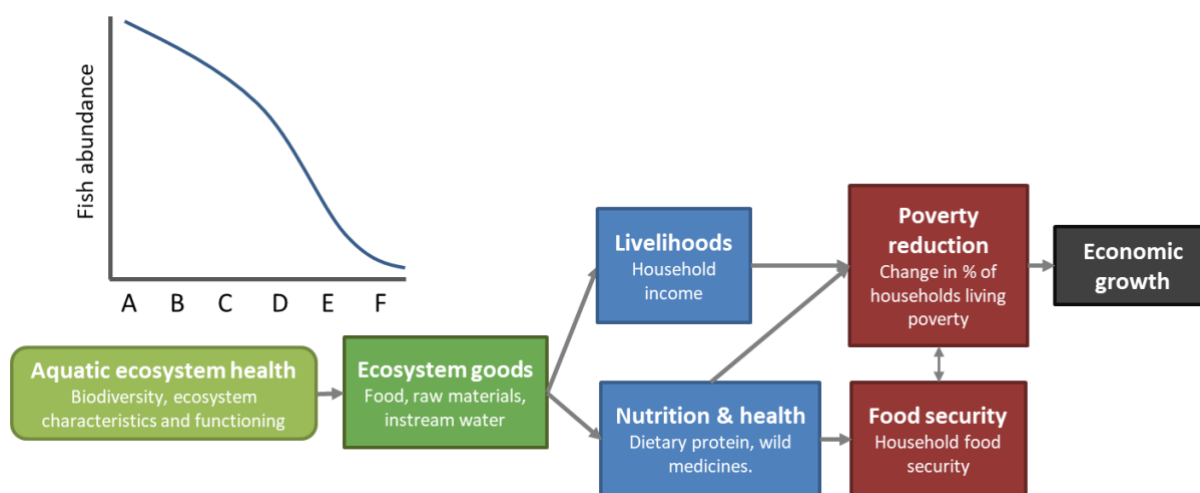 Fish abundance
A B C D E F
Aquatic ecosystem health
Biodiversity, ecosystem
characteristics and functioning
Ecosystem goods
Food, raw materials,
instream water
Livelihoods
Household
income
Nutrition & health
Dietary protein, wild
medicines.
Poverty
reduction
Change in % of
households living
poverty
Food security
Household food
security
Economic
growth